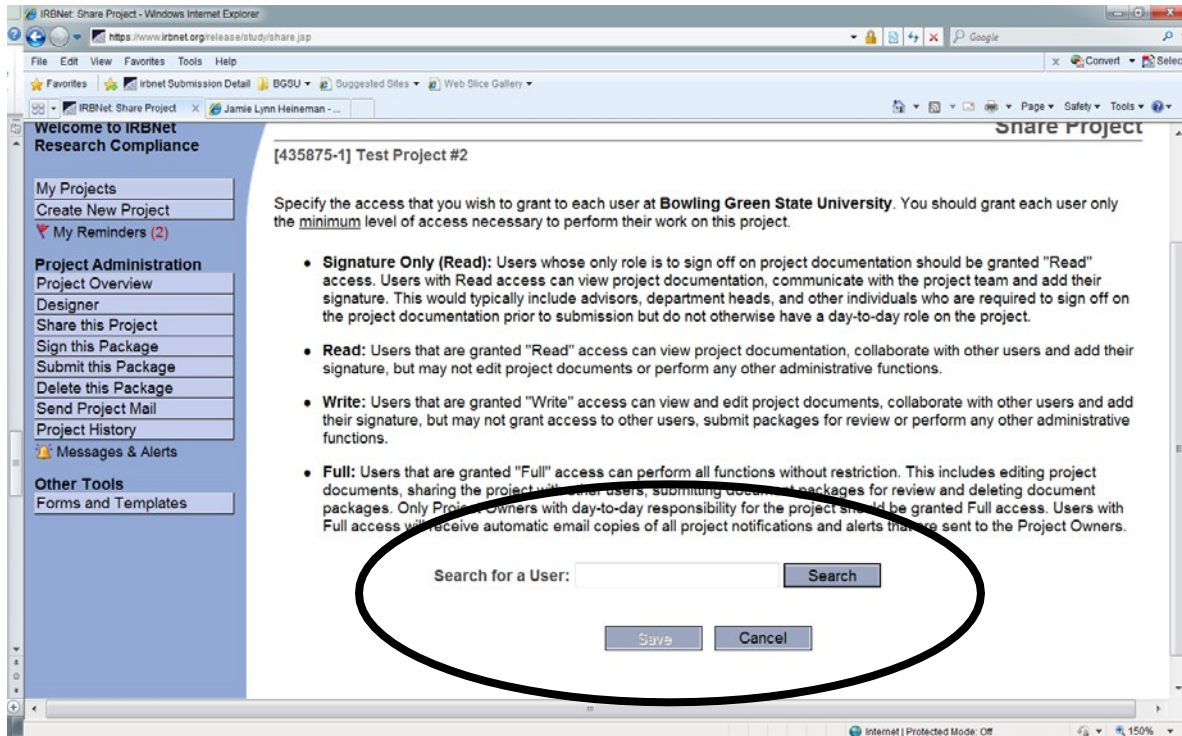 IRBNet: Share Project - Windows Internet Explorer
https://www.irbnet.org/release/study/share.jsp
Google
File Edit View Favorites Tools Help
x Convert Selec
Favorites irbnet Submission Detail BGSU Suggested Sites Web Slice Gallery
IRBNet: Share Project X Jamie Lynn Heineman - ...
Page Safety Tools
Welcome to IRBNet
Research Compliance
My Projects
Create New Project
My Reminders (2)
Project Administration
Project Overview
Designer
Share this Project
Sign this Package
Submit this Package
Delete this Package
Send Project Mail
Project History
Messages & Alerts
Other Tools
Forms and Templates
Share Project
[435875-1] Test Project #2
Specify the access that you wish to grant to each user at Bowling Green State University. You should grant each user only
the minimum level of access necessary to perform their work on this project.
• Signature Only (Read): Users whose only role is to sign off on project documentation should be granted "Read"
access. Users with Read access can view project documentation, communicate with the project team and add their
signature. This would typically include advisors, department heads, and other individuals who are required to sign off on
the project documentation prior to submission but do not otherwise have a day-to-day role on the project.
• Read: Users that are granted "Read" access can view project documentation, collaborate with other users and add their
signature, but may not edit project documents or perform any other administrative functions.
• Write: Users that are granted "Write" access can view and edit project documents, collaborate with other users and add
their signature, but may not grant access to other users, submit packages for review or perform any other administrative
functions.
• Full: Users that are granted "Full" access can perform all functions without restriction. This includes editing project
documents, sharing the project with other users, submitting document packages for review and deleting document
packages. Only Project Owners with day-to-day responsibility for the project should be granted Full access. Users with
Full access will receive automatic email copies of all project notifications and alerts that are sent to the Project Owners.
Search for a User: Search
Save Cancel
Internet | Protected Mode: Off 150%